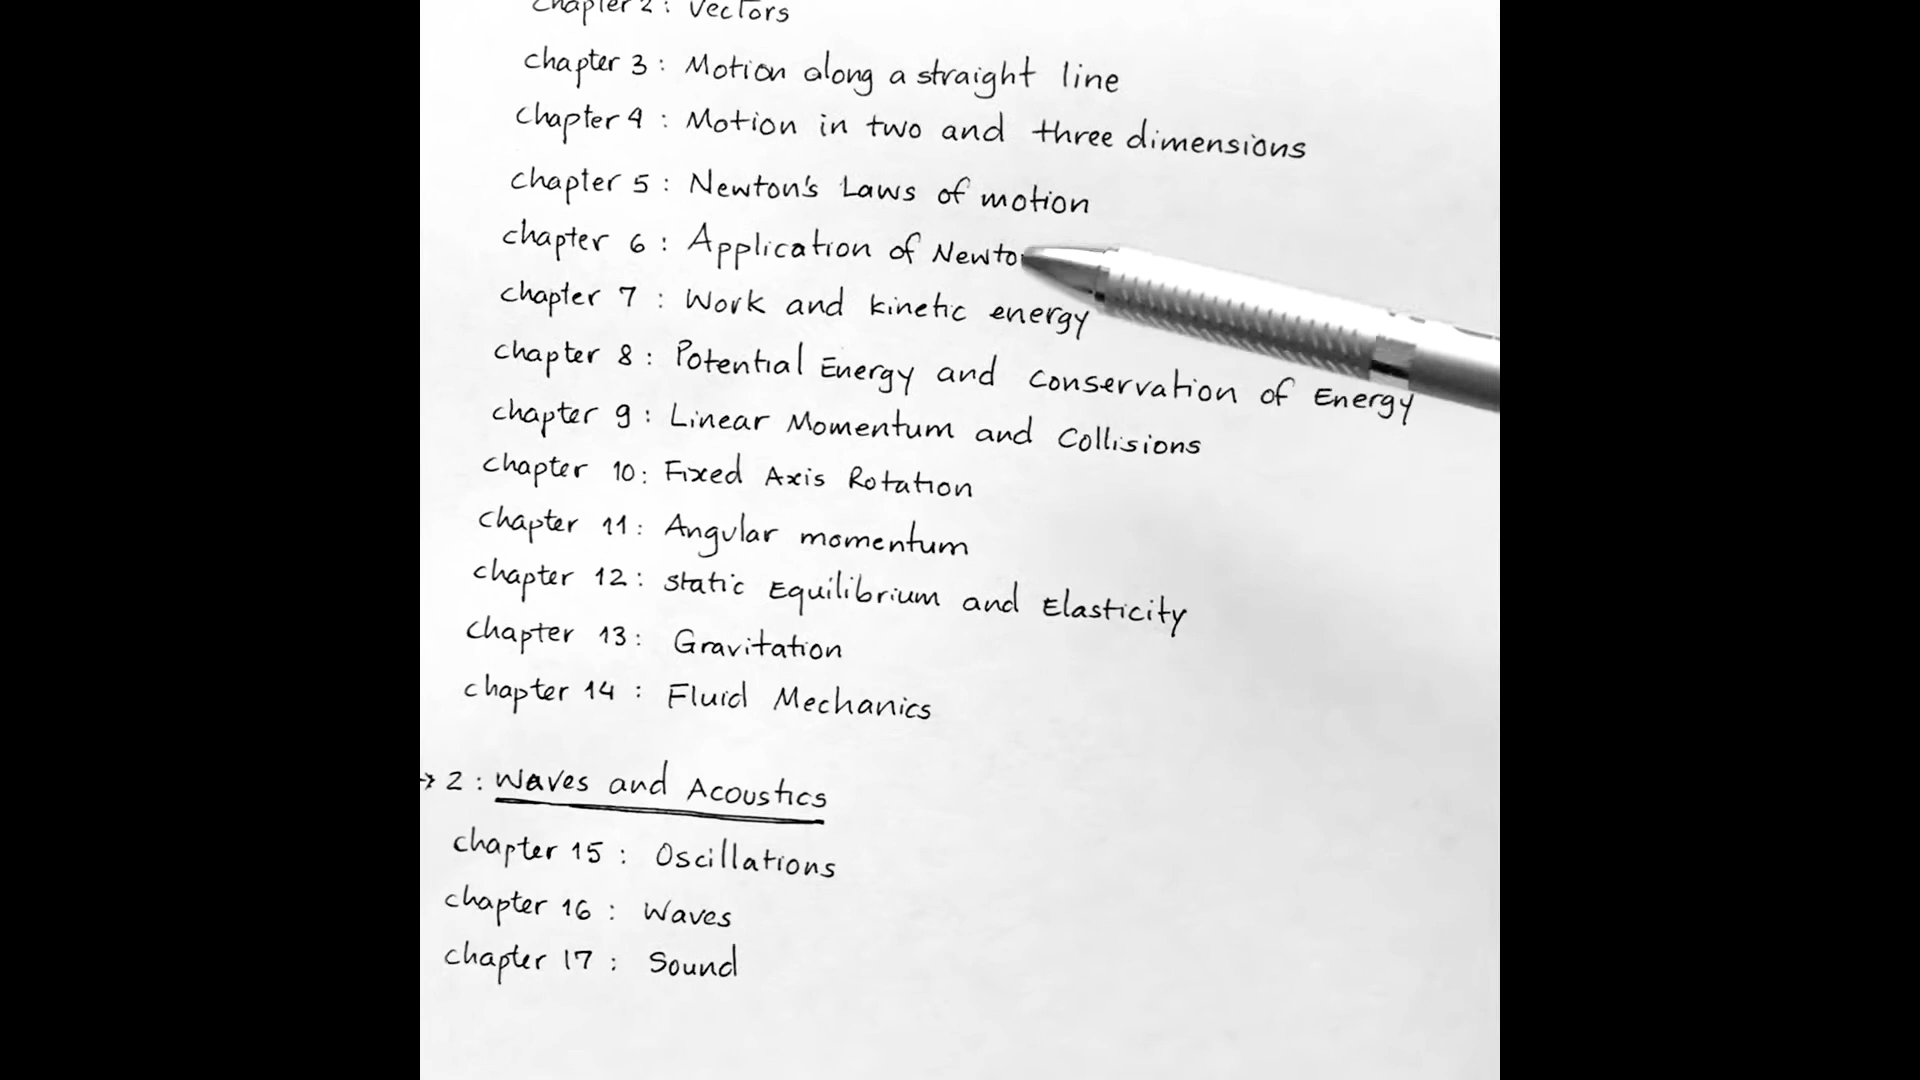 chapter 2: Vectors
chapter 3: Motion along a straight line
chapter 4: Motion in two and three dimensions
chapter 5: Newton's Laws of motion
chapter 6: Application of Newto
chapter 7: Work and kinetic energy
chapter 8: Potential Energy and conservation of Energy
chapter 9: Linear Momentum and Collisions
chapter 10: Fixed Axis Rotation
chapter 11: Angular momentum
chapter 12: Static Equilibrium and Elasticity
chapter 13: Gravitation
chapter 14: Fluid Mechanics
→ 2: Waves and Acoustics
chapter 15: Oscillations
chapter 16: Waves
chapter 17: Sound